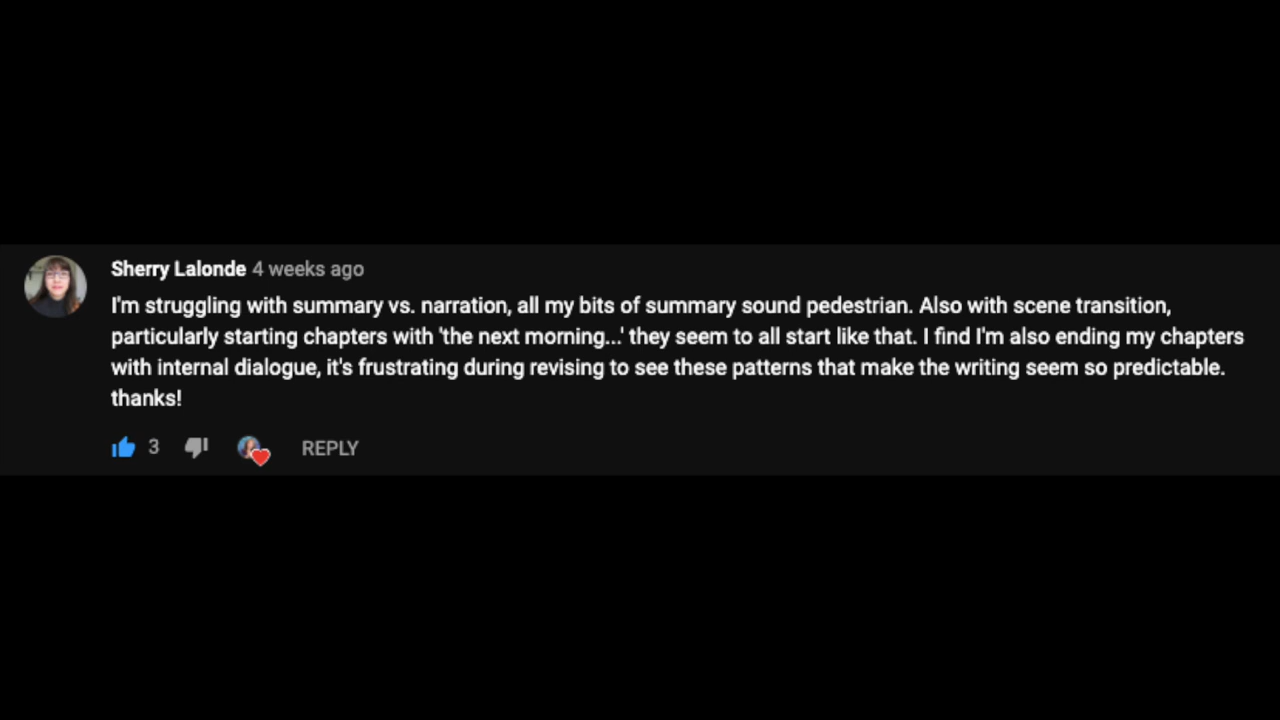 Sherry Lalonde 4 weeks ago
I'm struggling with summary vs. narration, all my bits of summary sound pedestrian. Also with scene transition,
particularly starting chapters with 'the next morning...' they seem to all start like that. I find I'm also ending my chapters
with internal dialogue, it's frustrating during revising to see these patterns that make the writing seem so predictable.
thanks!
3 REPLY